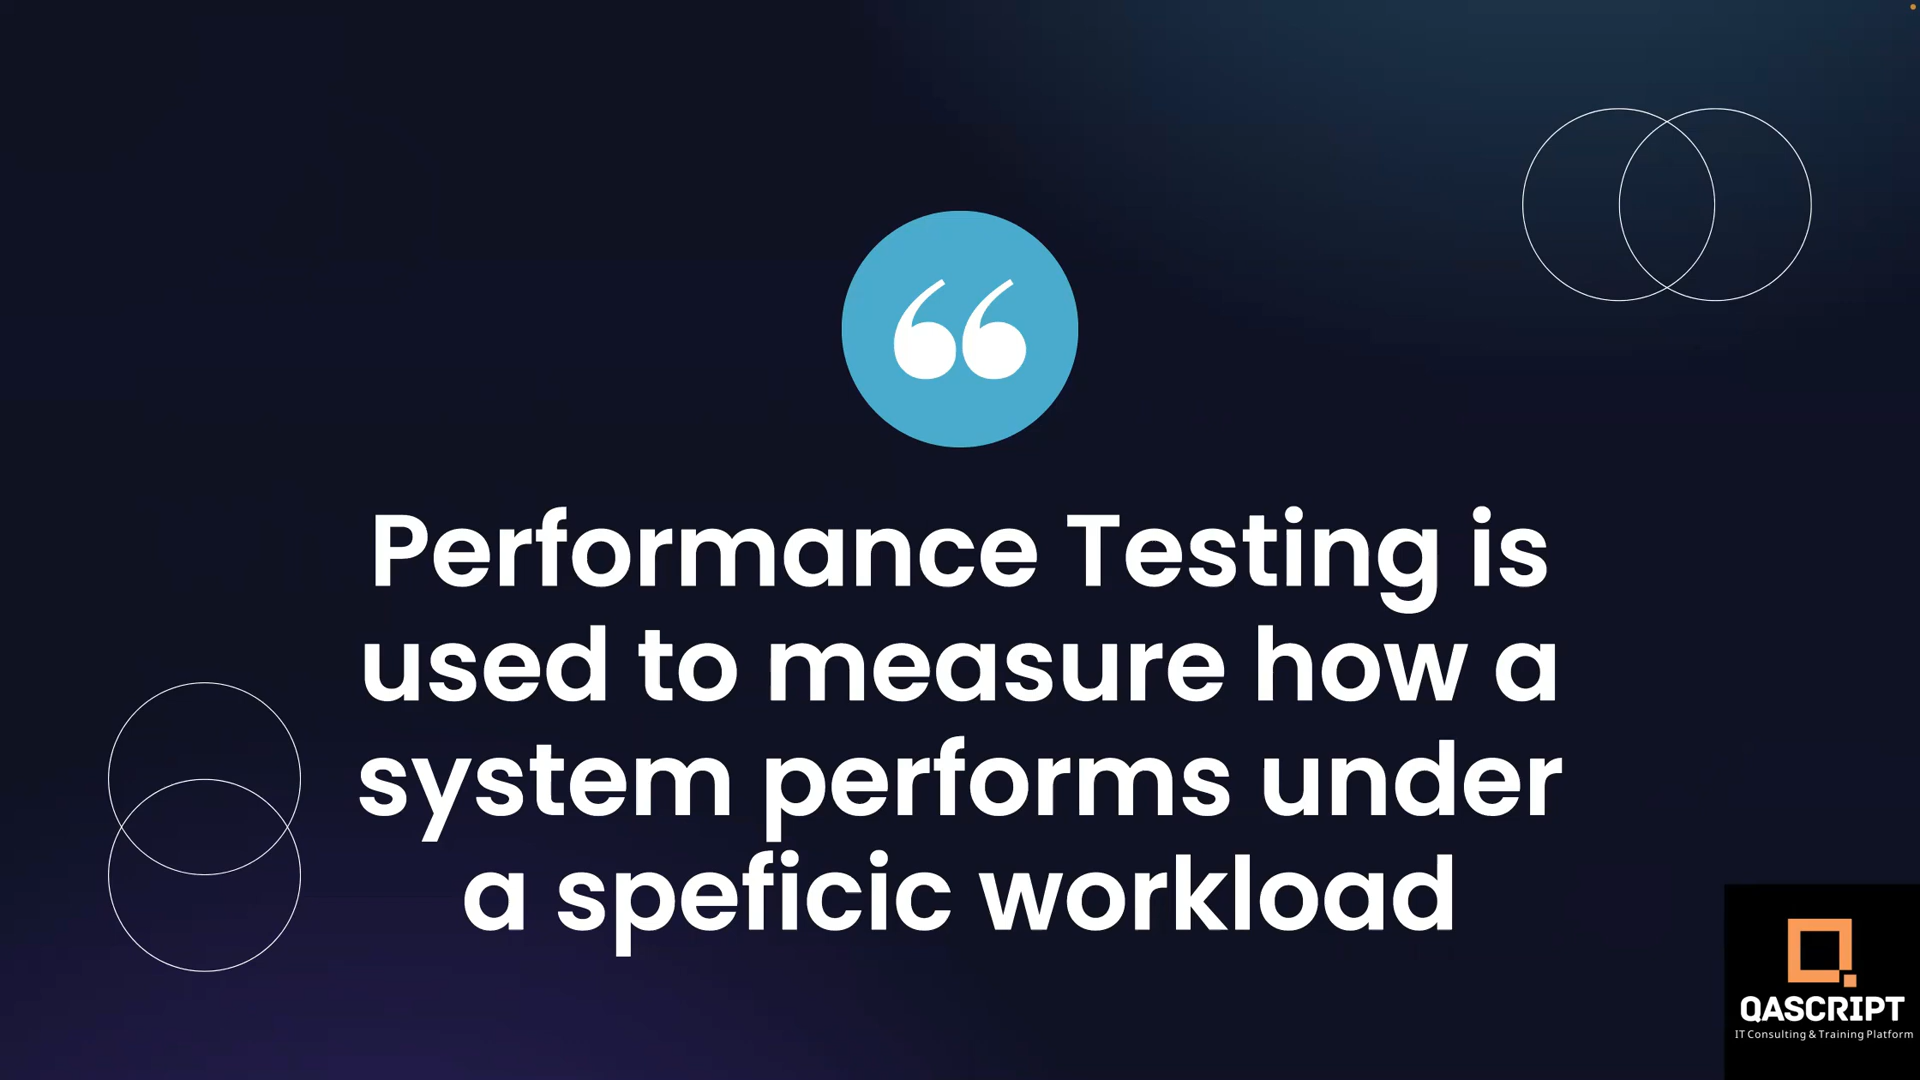 Performance Testing is
used to measure how a
system performs under
a speficic workload
QASCRIPT
IT Consulting & Training Platform